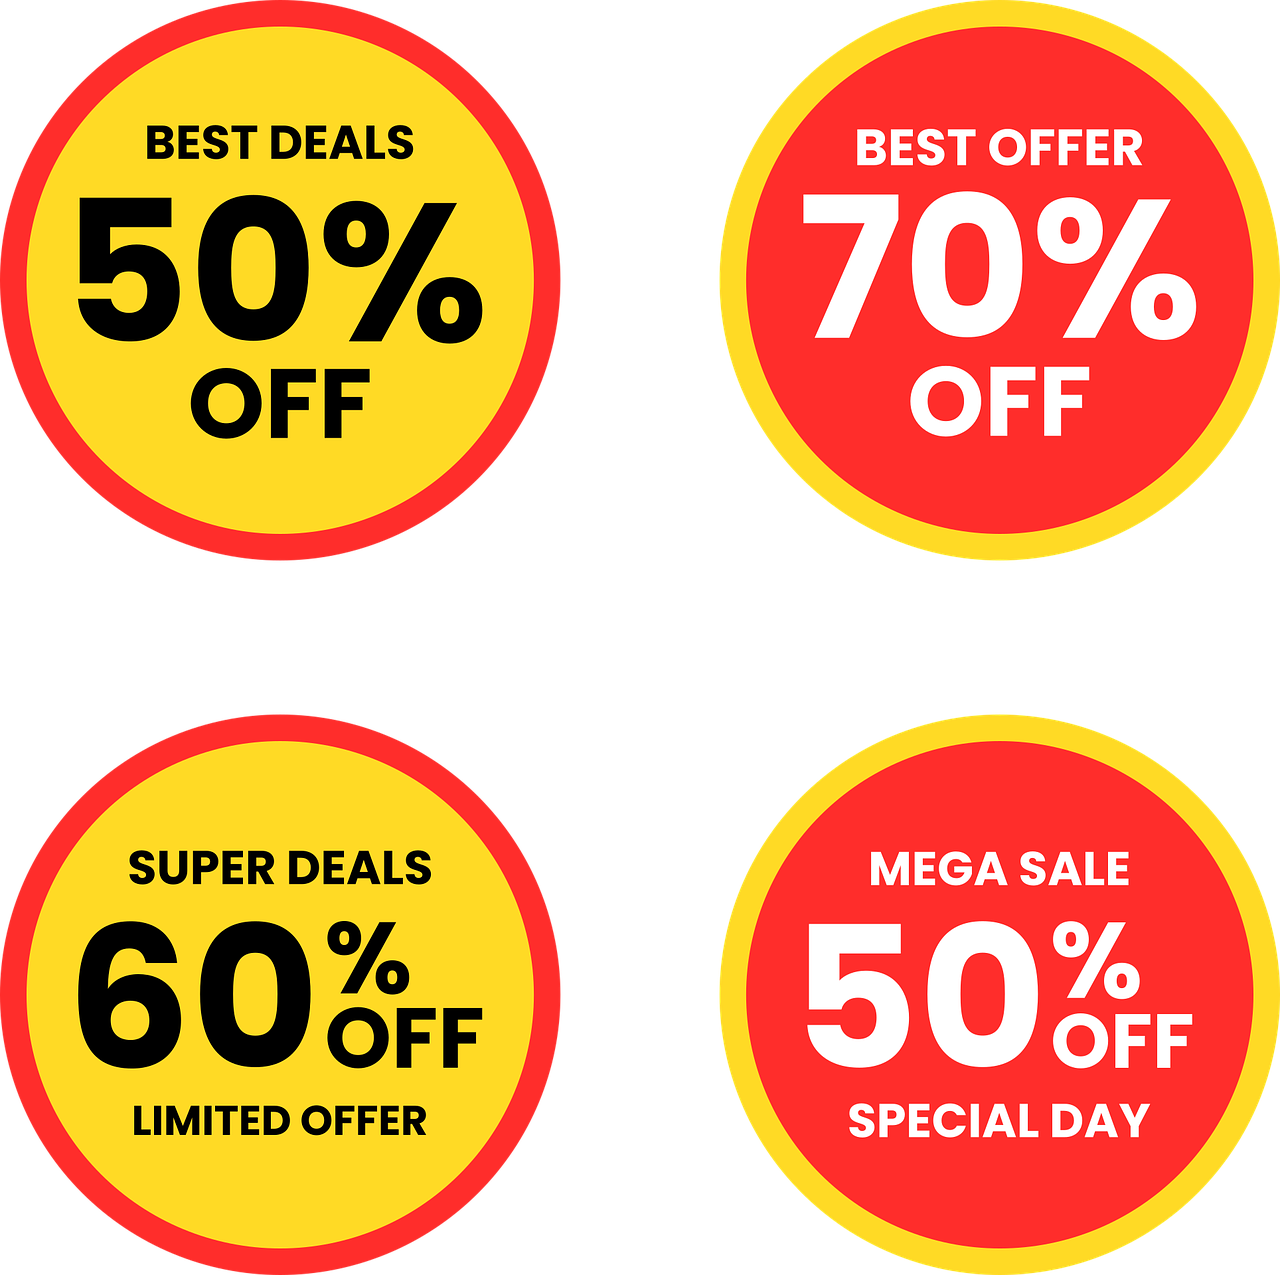 BEST DEALS
50%
OFF
BEST OFFER
70%
OFF
SUPER DEALS
60%
OFF
LIMITED OFFER
MEGA SALE
50%
OFF
SPECIAL DAY